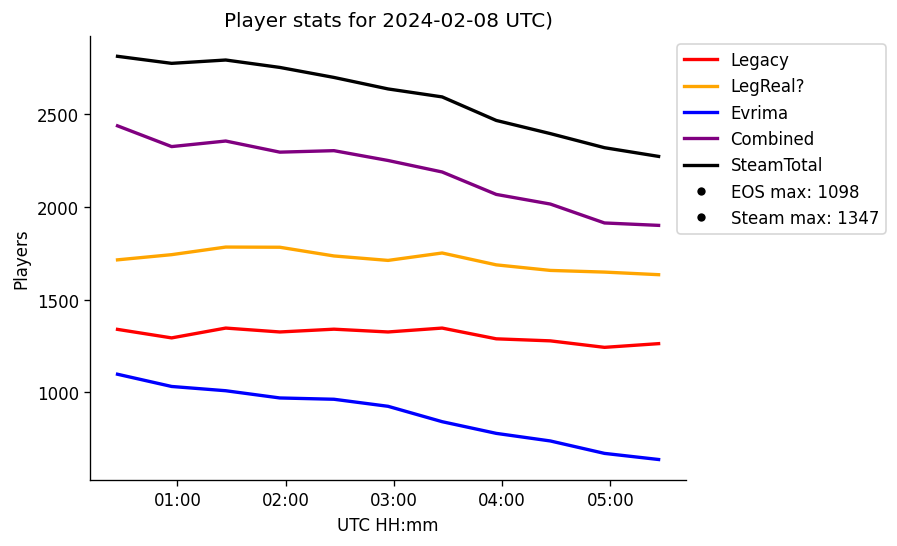 Player stats for 2024-02-08 UTC)
Players
2500
2000
1500
1000
01:00 02:00 03:00 04:00 05:00
UTC HH:mm
Legacy
LegReal?
Evrima
Combined
SteamTotal
EOS max: 1098
Steam max: 1347